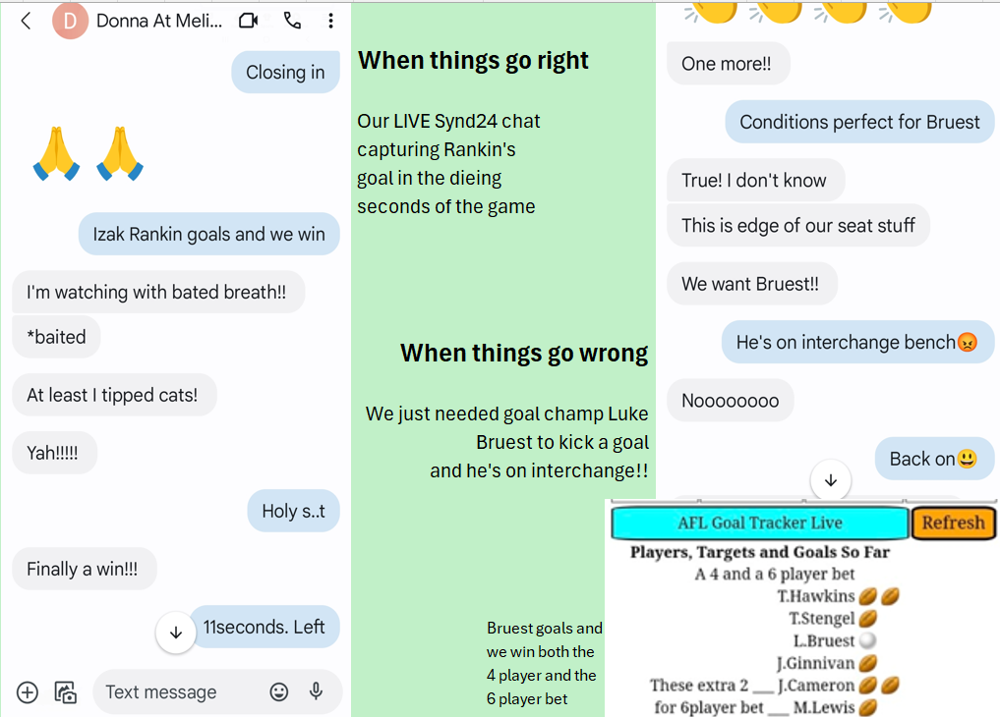 D Donna At Meli...
Closing in
Izak Rankin goals and we win
I'm watching with bated breath!!
*baited
At least I tipped cats!
Yah!!!!!
Holy s..t
Finally a win!!!
11seconds. Left
Text message
When things go right
Our LIVE Synd24 chat
capturing Rankin's
goal in the dieing
seconds of the game
When things go wrong
We just needed goal champ Luke
Bruest to kick a goal
and he's on interchange!!
Bruest goals and
we win both the
4 player and the
6 player bet
One more!!
Conditions perfect for Bruest
True! I don't know
This is edge of our seat stuff
We want Bruest!!
He's on interchange bench
Noooooooo
Back on
AFL Goal Tracker Live Refresh
Players, Targets and Goals So Far
A 4 and a 6 player bet
T.Hawkins
T.Stengel
L.Bruest
J.Ginnivan
These extra 2 __ J.Cameron
for 6player bet __ M.Lewis